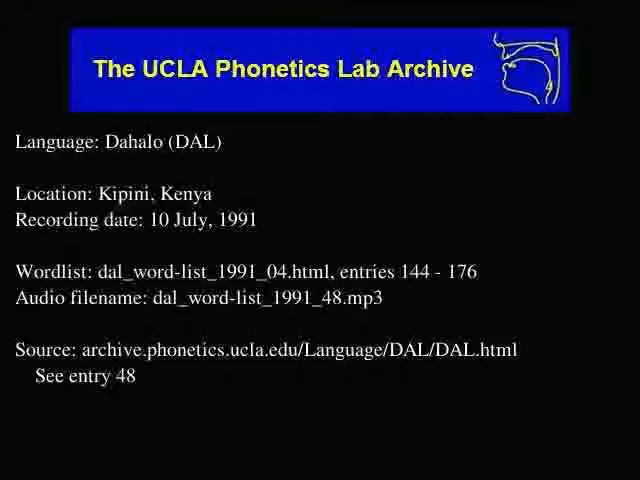 The UCLA Phonetics Lab Archive
Language: Dahalo (DAL)
Location: Kipini, Kenya
Recording date: 10 July, 1991
Wordlist: dal_word-list_1991_04.html, entries 144 - 176
Audio filename: dal_word-list_1991_48.mp3
Source: archive.phonetics.ucla.edu/Language/DAL/DAL.html
See entry 48